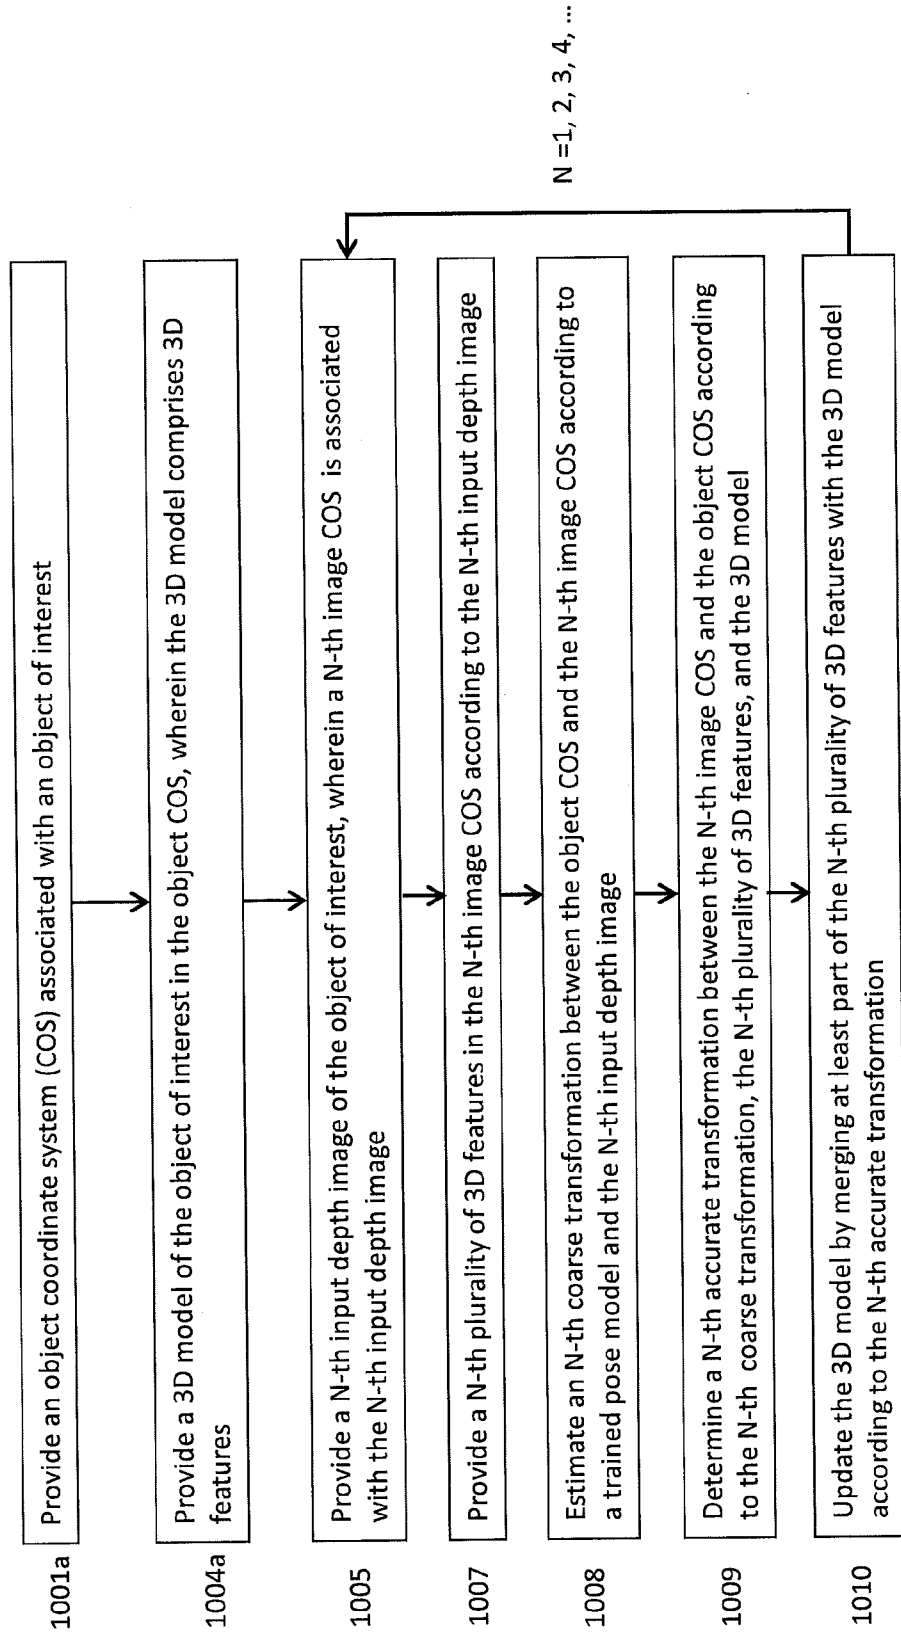 1001a
Provide an object coordinate system (COS) associated with an object of interest
1004a
Provide a 3D model of the object of interest in the object COS, wherein the 3D model comprises 3D
features
1005
Provide a N-th input depth image of the object of interest, wherein a N-th image COS is associated
with the N-th input depth image
1007
Provide a N-th plurality of 3D features in the N-th image COS according to the N-th input depth image
1008
Estimate an N-th coarse transformation between the object COS and the N-th image COS according to
a trained pose model and the N-th input depth image
1009
Determine a N-th accurate transformation between the N-th image COS and the object COS according
to the N-th coarse transformation, the N-th plurality of 3D features, and the 3D model
1010
Update the 3D model by merging at least part of the N-th plurality of 3D features with the 3D model
according to the N-th accurate transformation
N =1, 2, 3, 4, ...